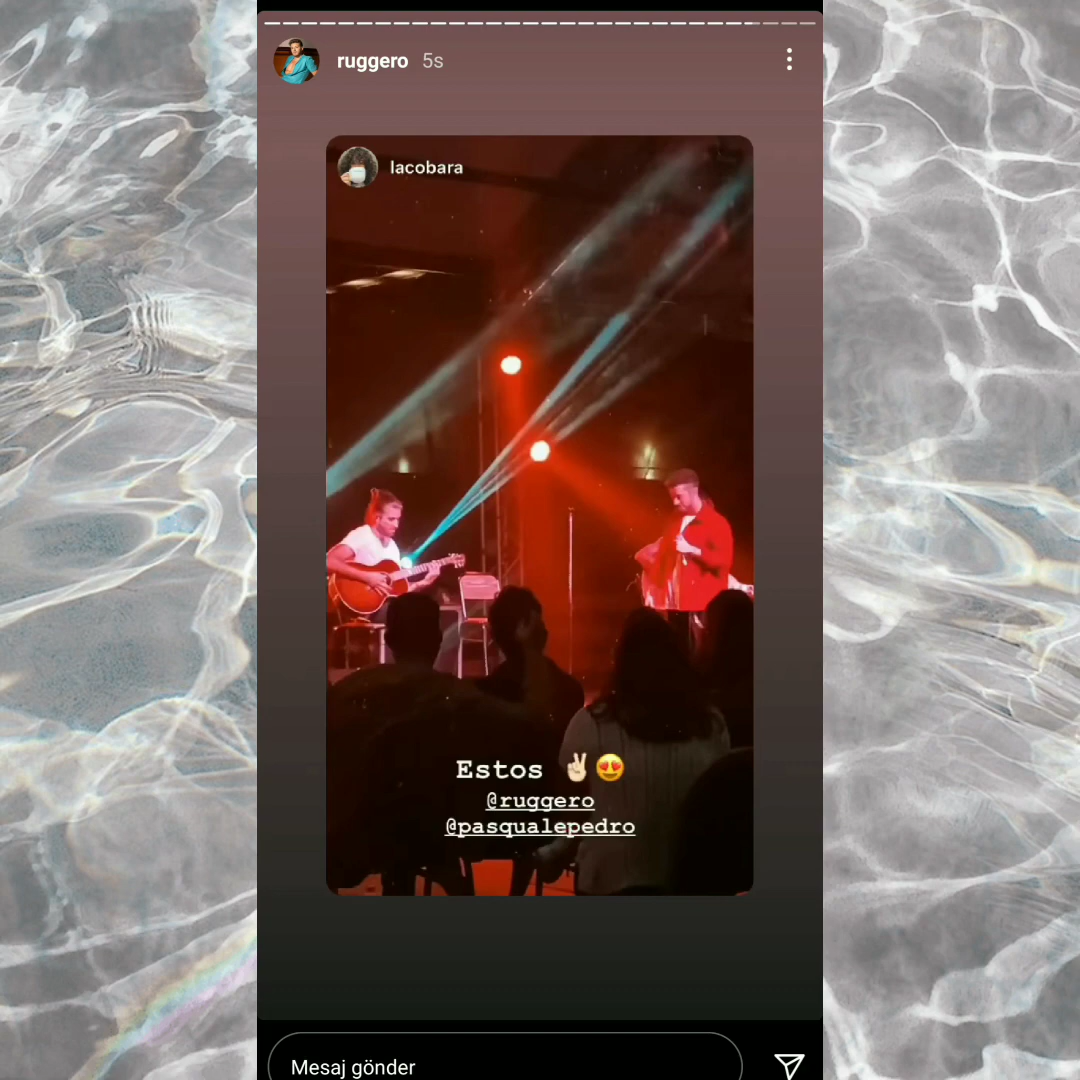 ruggero 5s
lacobara
Estos ✌🏻😍
@ruggero
@pasqualepedro
Mesaj gönder